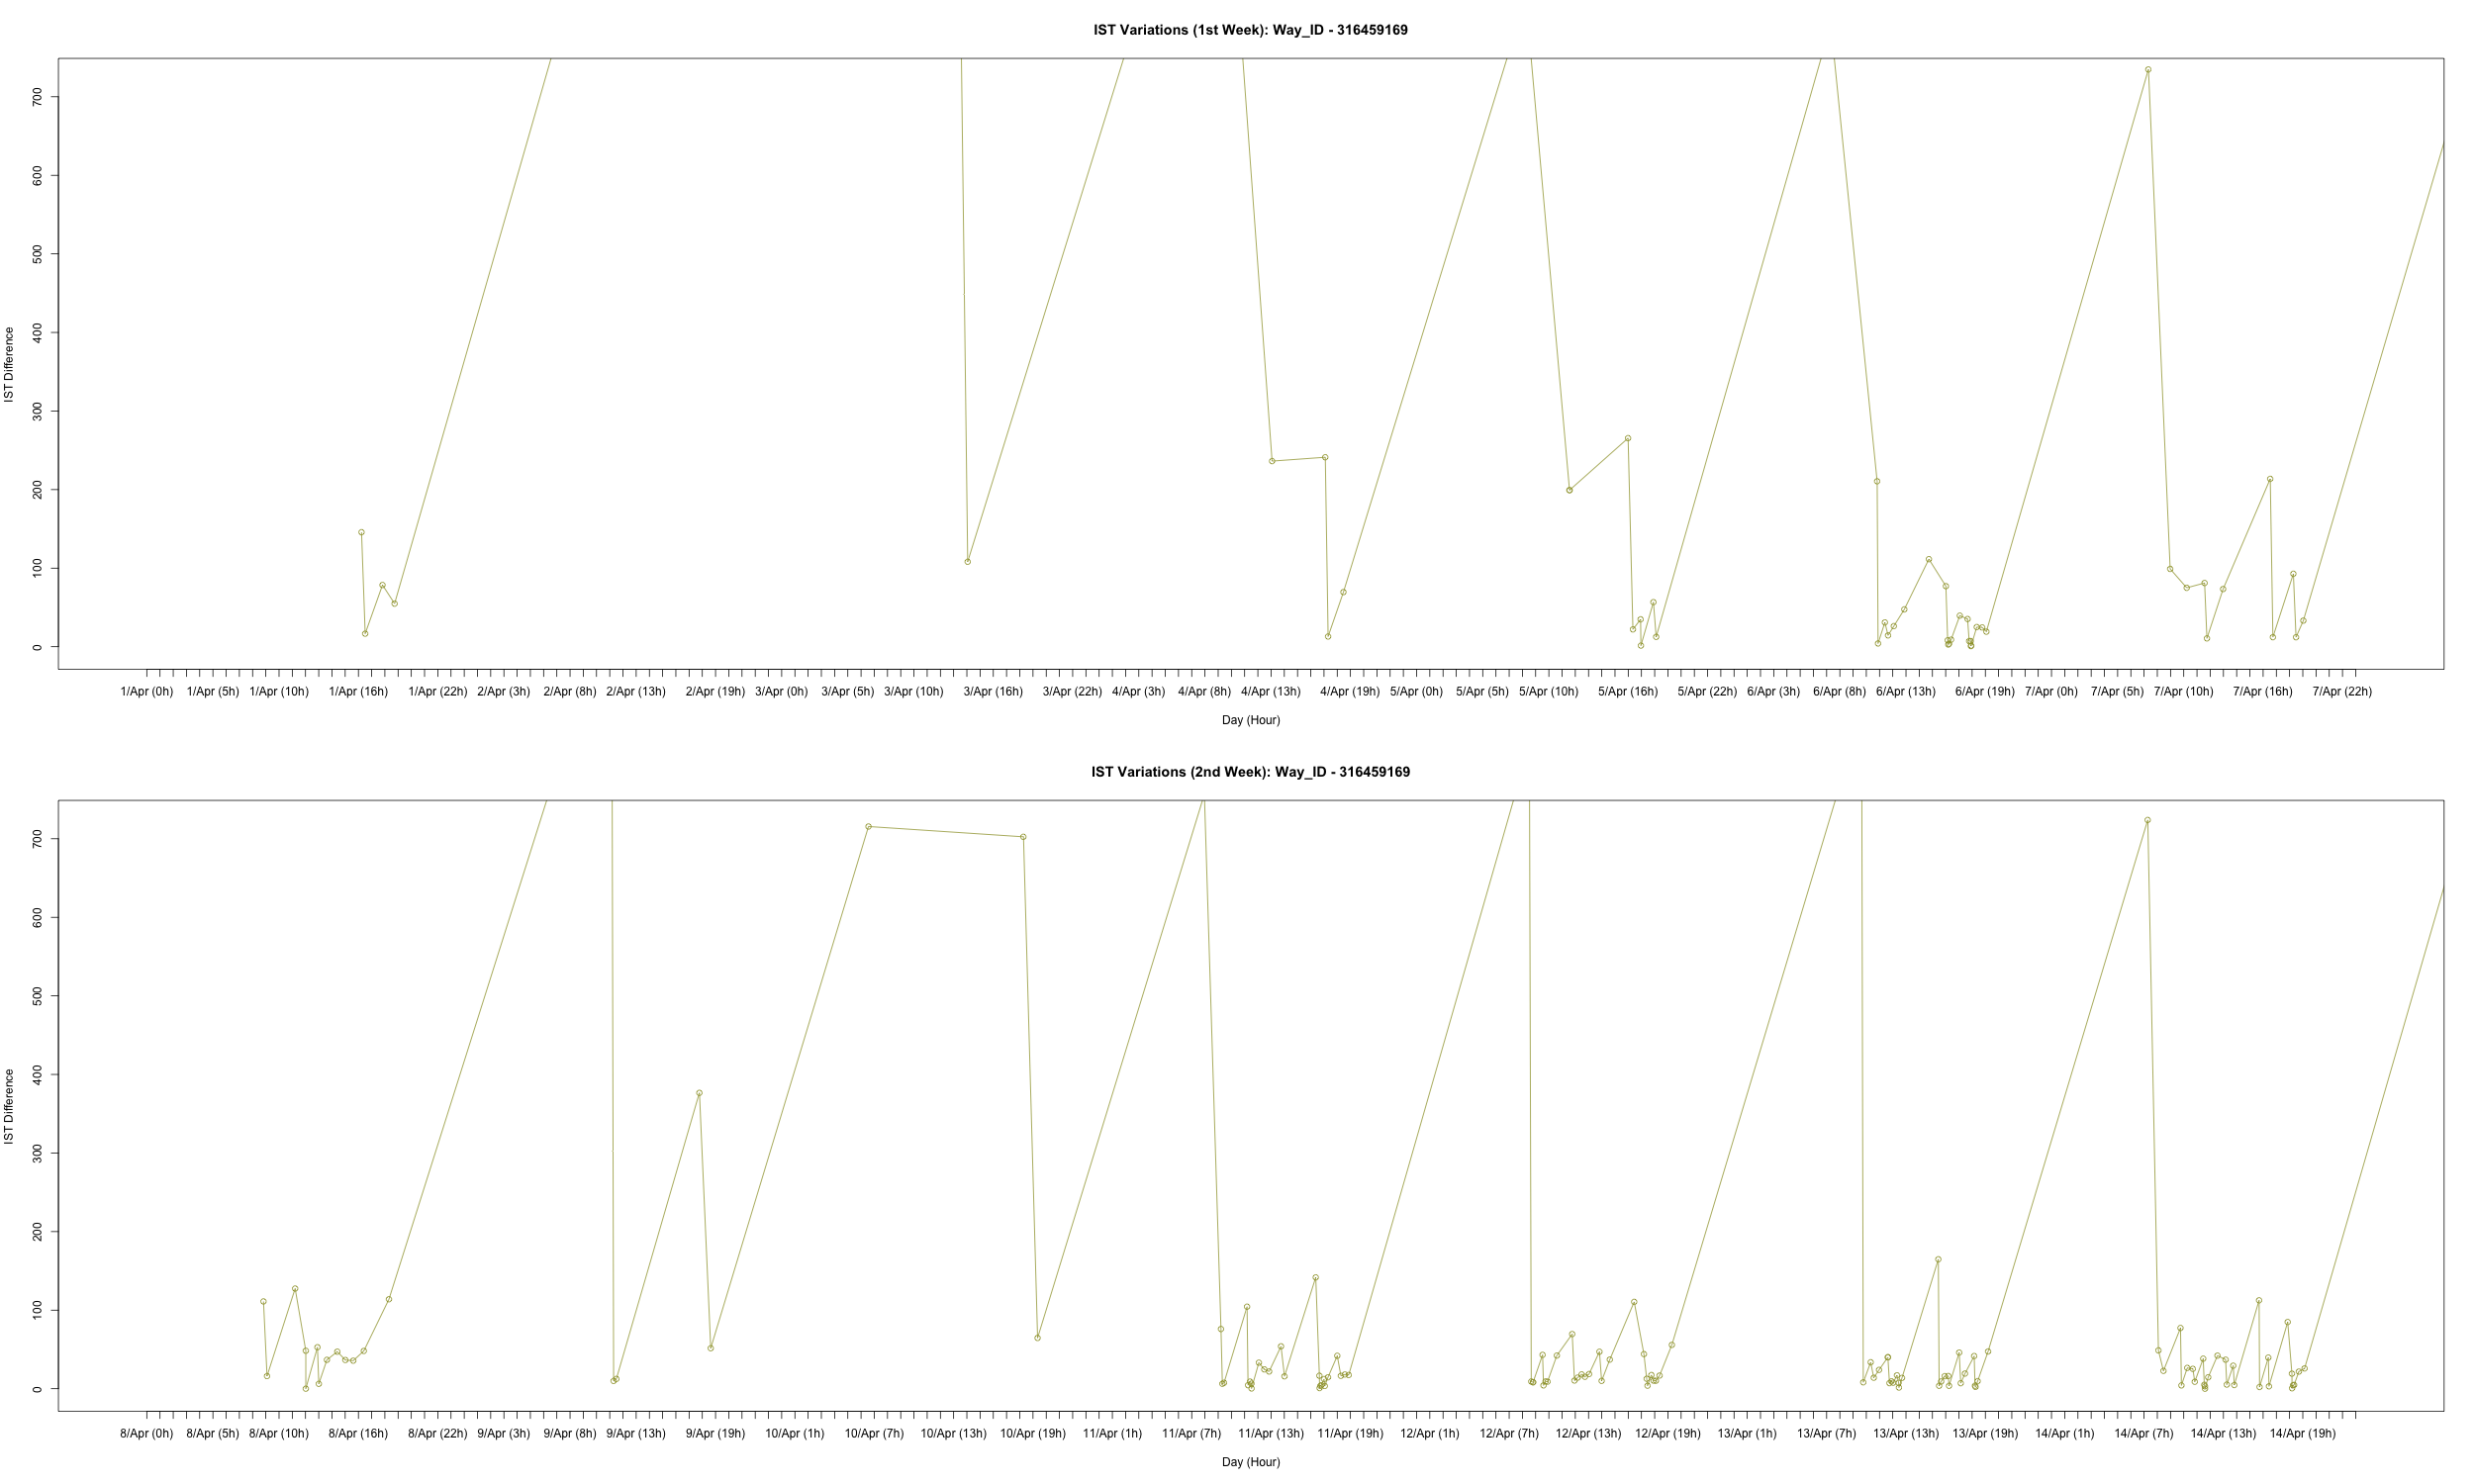 IST Variations (1st Week): Way_ID - 316459169
700
600
500
400
300
200
100
0
IST Difference
1/Apr (0h) 1/Apr (5h) 1/Apr (10h) 1/Apr (16h) 1/Apr (22h) 2/Apr (3h) 2/Apr (8h) 2/Apr (13h) 2/Apr (19h) 3/Apr (0h) 3/Apr (5h) 3/Apr (10h) 3/Apr (16h) 3/Apr (22h) 4/Apr (3h) 4/Apr (8h) 4/Apr (13h) 4/Apr (19h) 5/Apr (0h) 5/Apr (5h) 5/Apr (10h) 5/Apr (16h) 5/Apr (22h) 6/Apr (3h) 6/Apr (8h) 6/Apr (13h) 6/Apr (19h) 7/Apr (0h) 7/Apr (5h) 7/Apr (10h) 7/Apr (16h) 7/Apr (22h)
Day (Hour)
IST Variations (2nd Week): Way_ID - 316459169
700
600
500
400
300
200
100
0
IST Difference
8/Apr (0h) 8/Apr (5h) 8/Apr (10h) 8/Apr (16h) 8/Apr (22h) 9/Apr (3h) 9/Apr (8h) 9/Apr (13h) 9/Apr (19h) 10/Apr (1h) 10/Apr (7h) 10/Apr (13h) 10/Apr (19h) 11/Apr (1h) 11/Apr (7h) 11/Apr (13h) 11/Apr (19h) 12/Apr (1h) 12/Apr (7h) 12/Apr (13h) 12/Apr (19h) 13/Apr (1h) 13/Apr (7h) 13/Apr (13h) 13/Apr (19h) 14/Apr (1h) 14/Apr (7h) 14/Apr (13h) 14/Apr (19h)
Day (Hour)